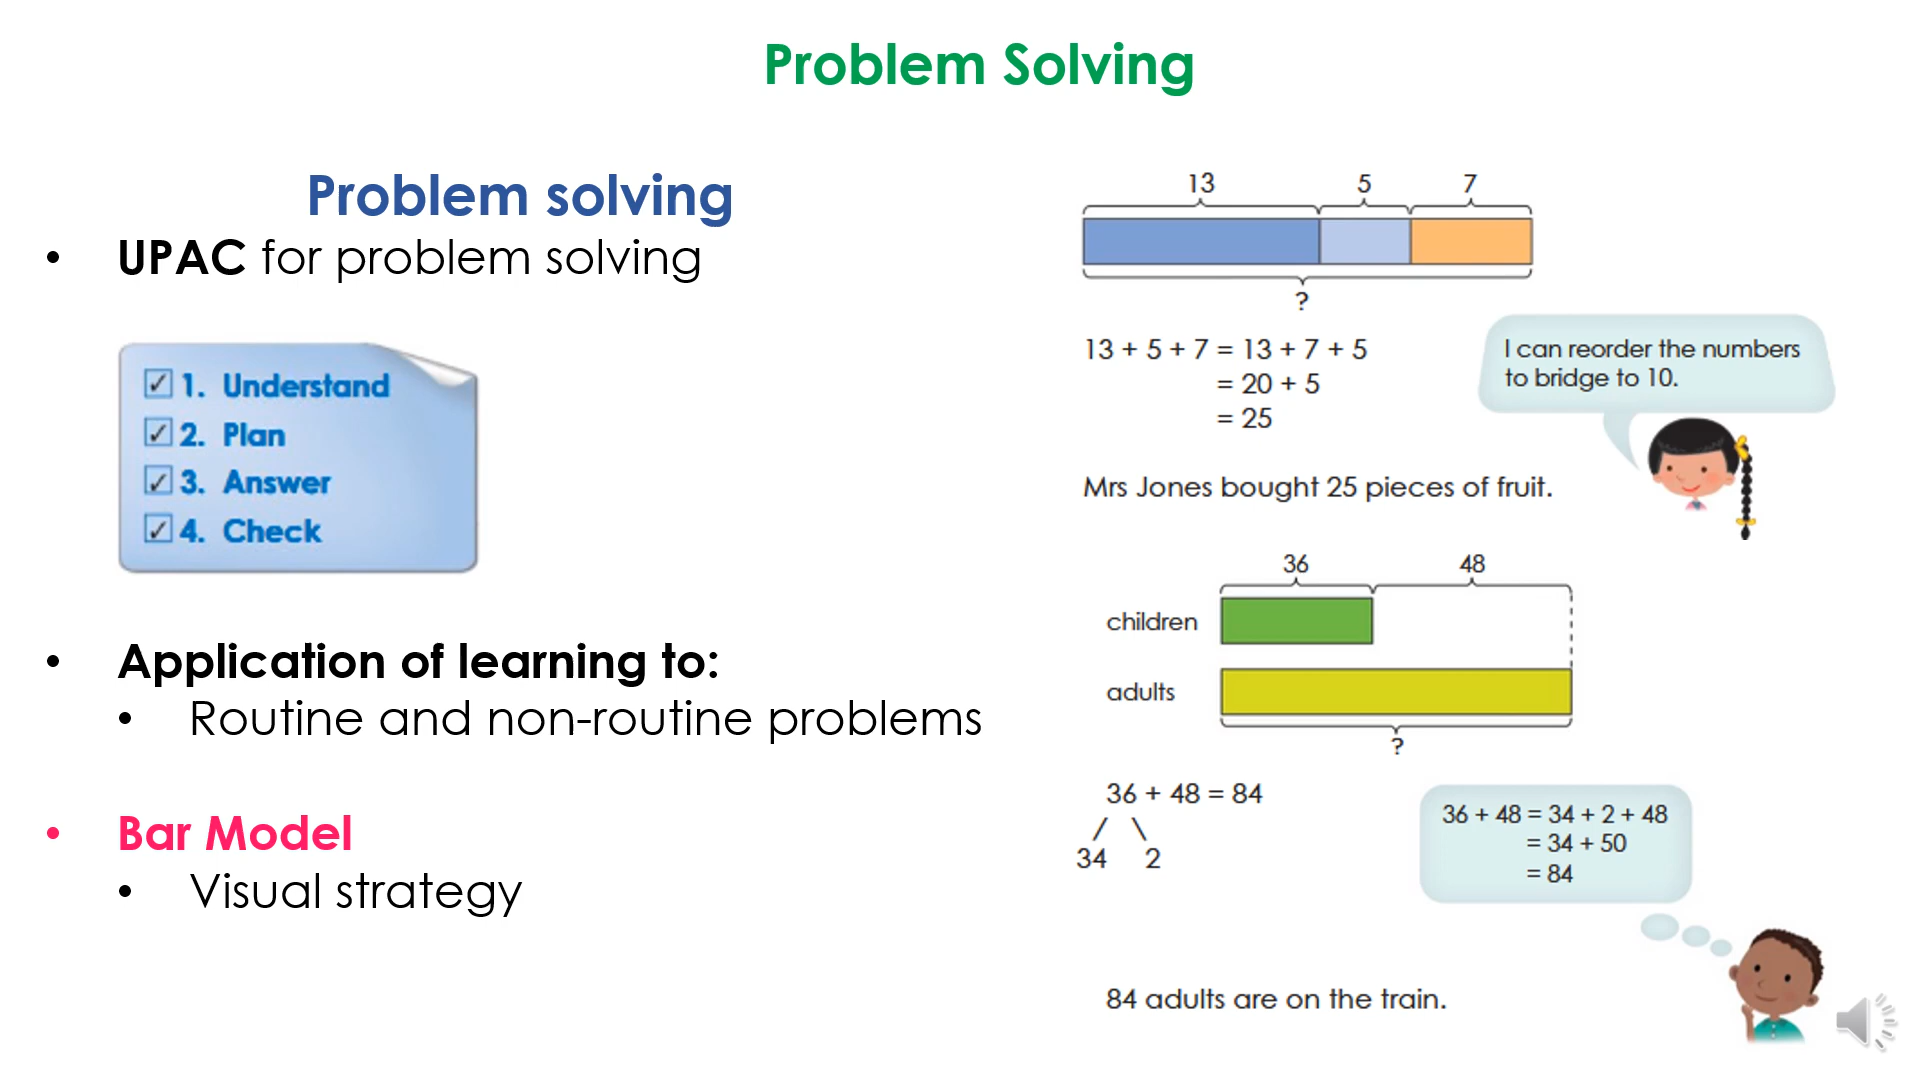 Problem Solving
Problem solving
• UPAC for problem solving
1. Understand
2. Plan
3. Answer
4. Check
• Application of learning to:
• Routine and non-routine problems
• Bar Model
• Visual strategy
13 5 7
?
13 + 5 + 7 = 13 + 7 + 5
= 20 + 5
= 25
I can reorder the numbers
to bridge to 10.
Mrs Jones bought 25 pieces of fruit.
36 48
children
adults
?
36 + 48 = 84
34 2
36 + 48 = 34 + 2 + 48
= 34 + 50
= 84
84 adults are on the train.